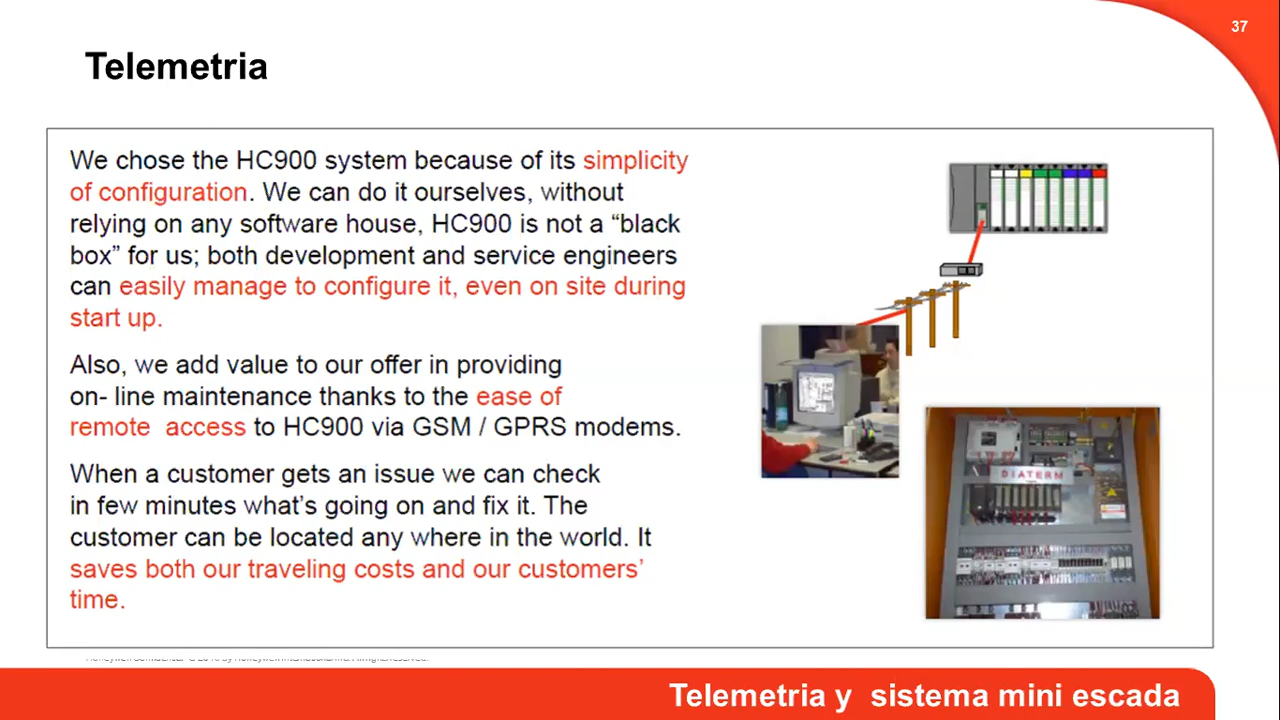 37
Telemetria
We chose the HC900 system because of its simplicity
of configuration. We can do it ourselves, without
relying on any software house, HC900 is not a “black
box” for us; both development and service engineers
can easily manage to configure it, even on site during
start up.
Also, we add value to our offer in providing
on- line maintenance thanks to the ease of
remote access to HC900 via GSM / GPRS modems.
When a customer gets an issue we can check
in few minutes what’s going on and fix it. The
customer can be located any where in the world. It
saves both our traveling costs and our customers’
time.
DIATERM
Telemetria y sistema mini escada